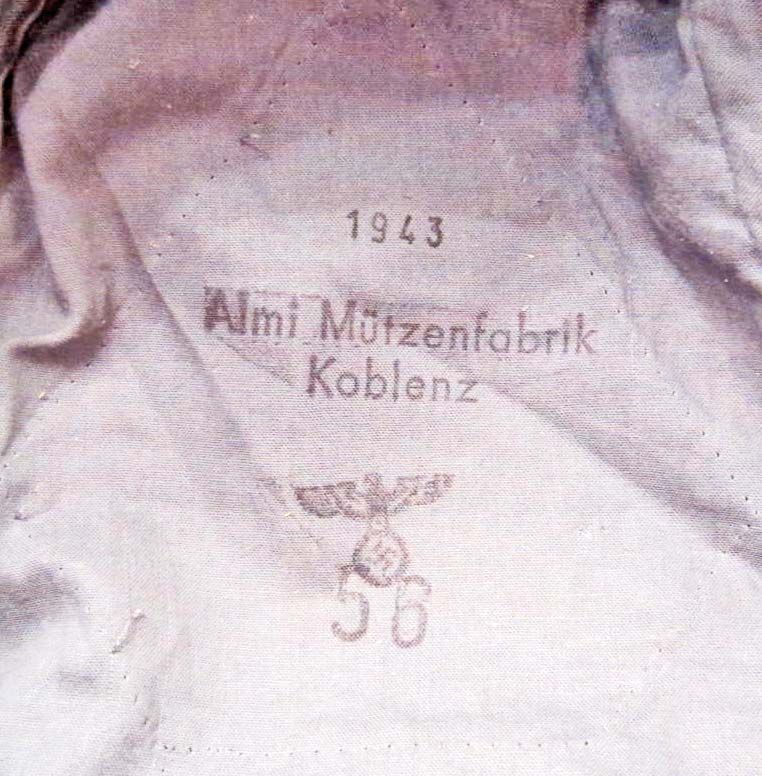 1943
Almi Mützenfabrik
Koblenz
56